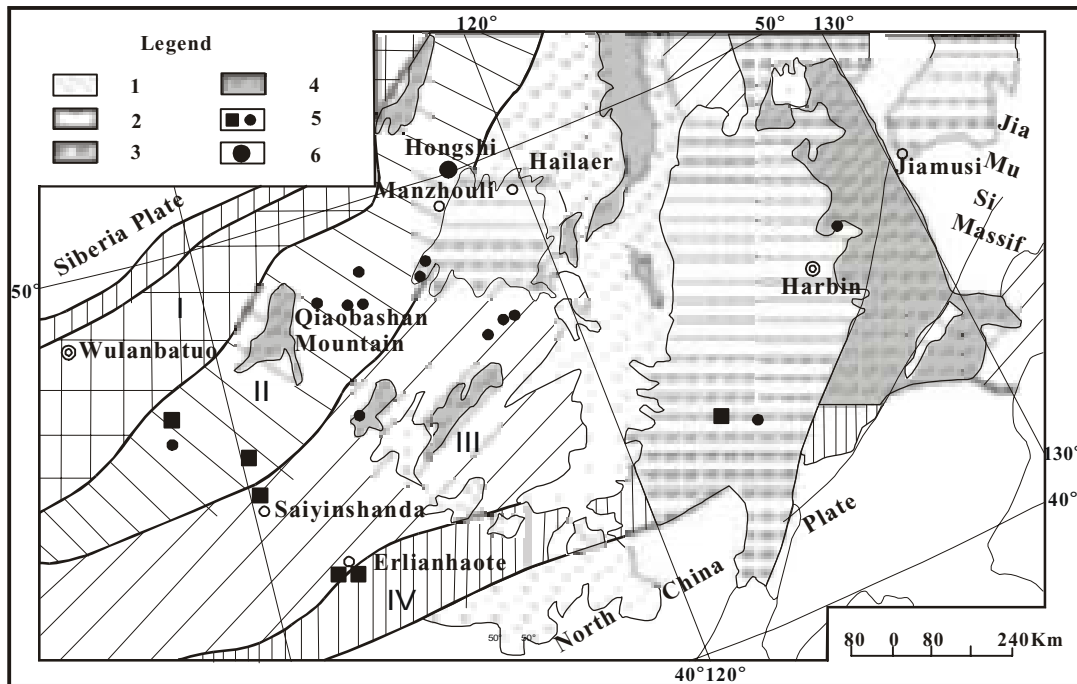 120°
50°
130°
Legend
1
4
2
5
3
6
Hongshi
Hailaer
Manzhouli
Jiamusi
Jia
Mu
Si
Massif
Siberia Plate
50°
I
Qiaobashan
Mountain
Harbin
Wulanbatuo
II
III
Saiyinshanda
130°
40°
Erlianhaote
IV
North China Plate
50° 50°
80 0 80 240Km
40°120°